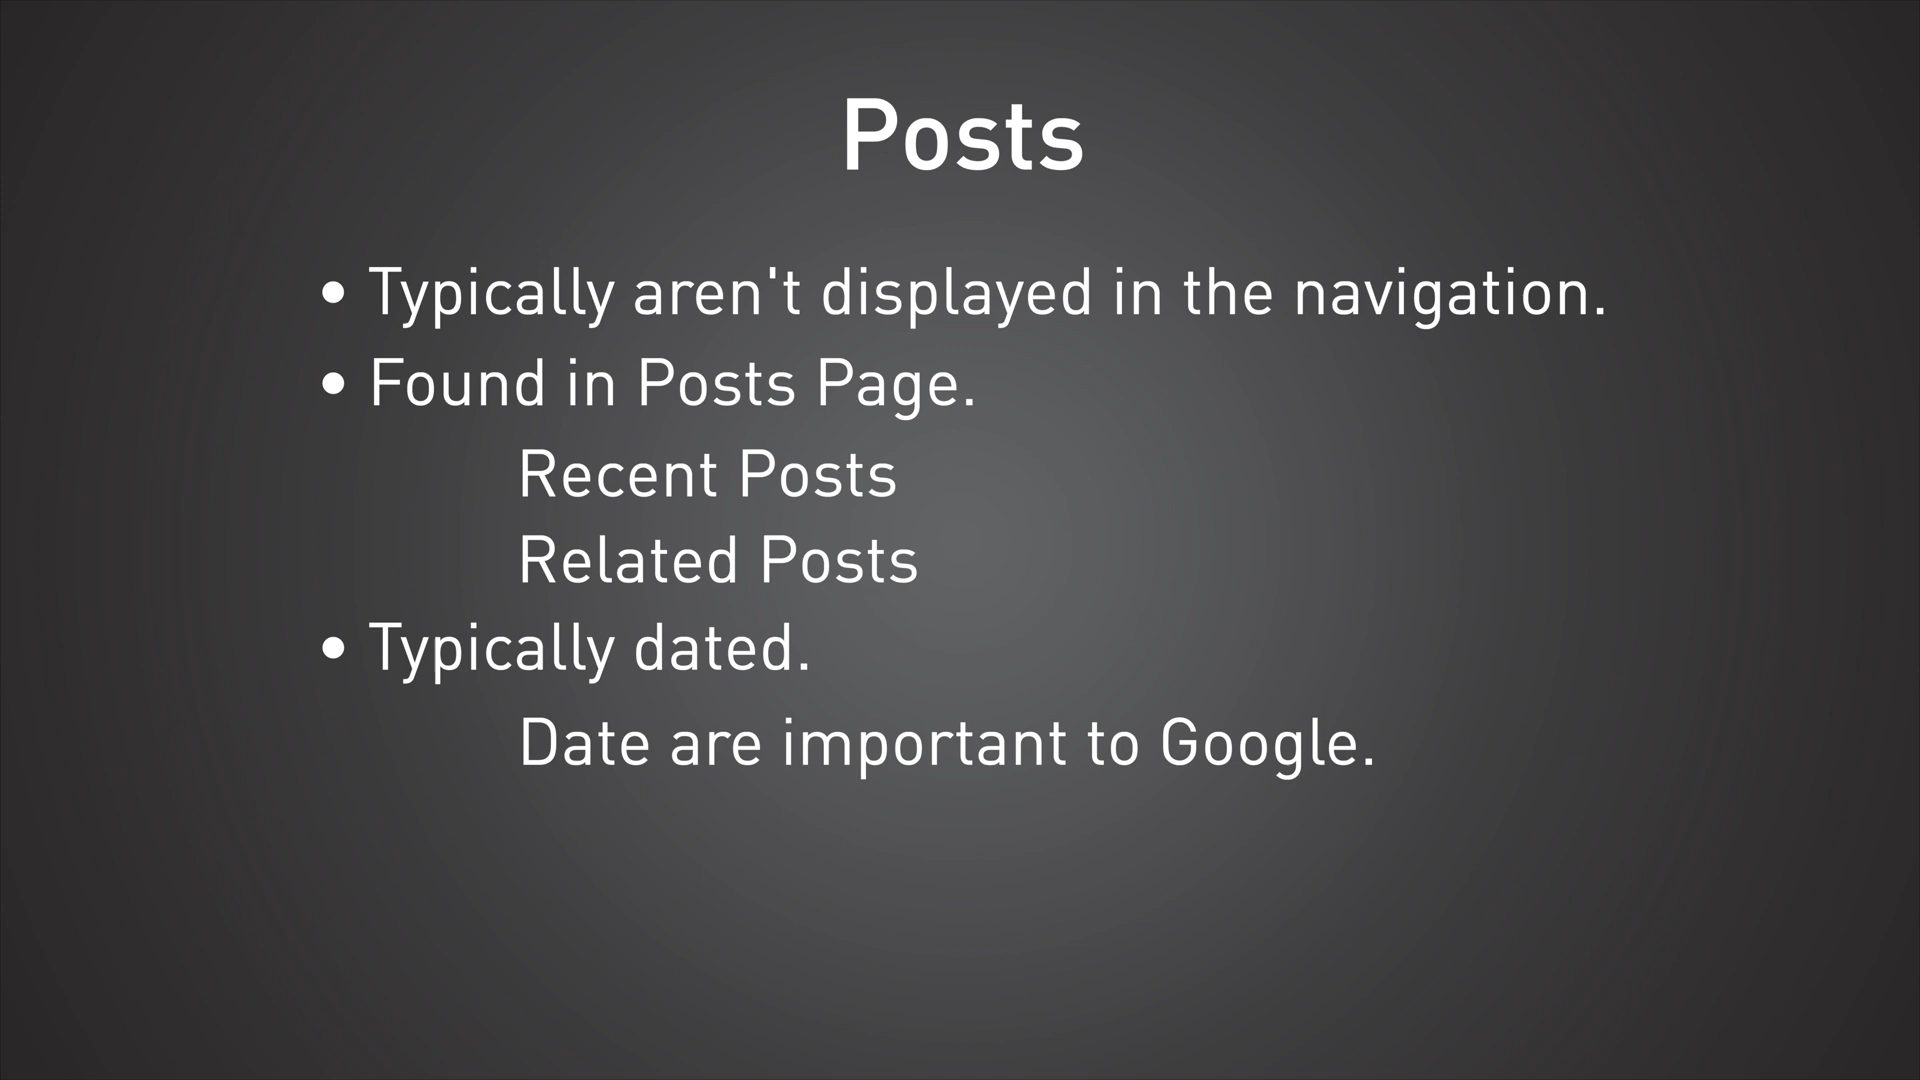 Posts
• Typically aren't displayed in the navigation.
• Found in Posts Page.
Recent Posts
Related Posts
• Typically dated.
Date are important to Google.